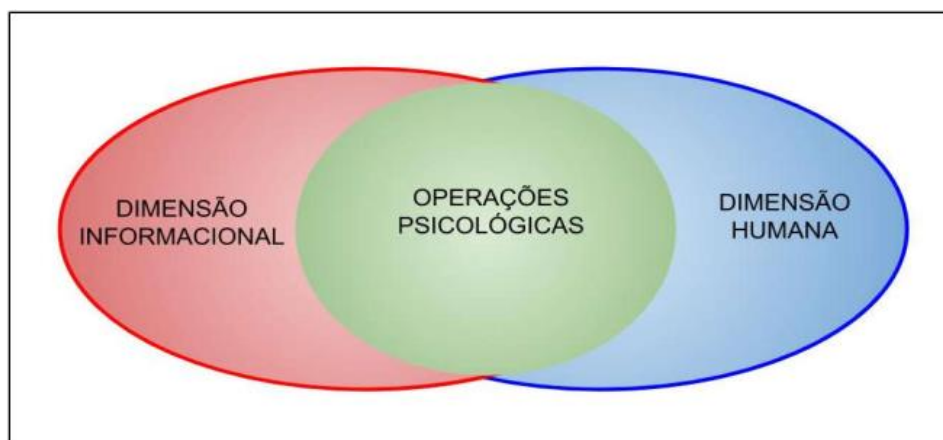 DIMENSÃO
INFORMACIONAL
OPERAÇÕES
PSICOLÓGICAS
DIMENSÃO
HUMANA